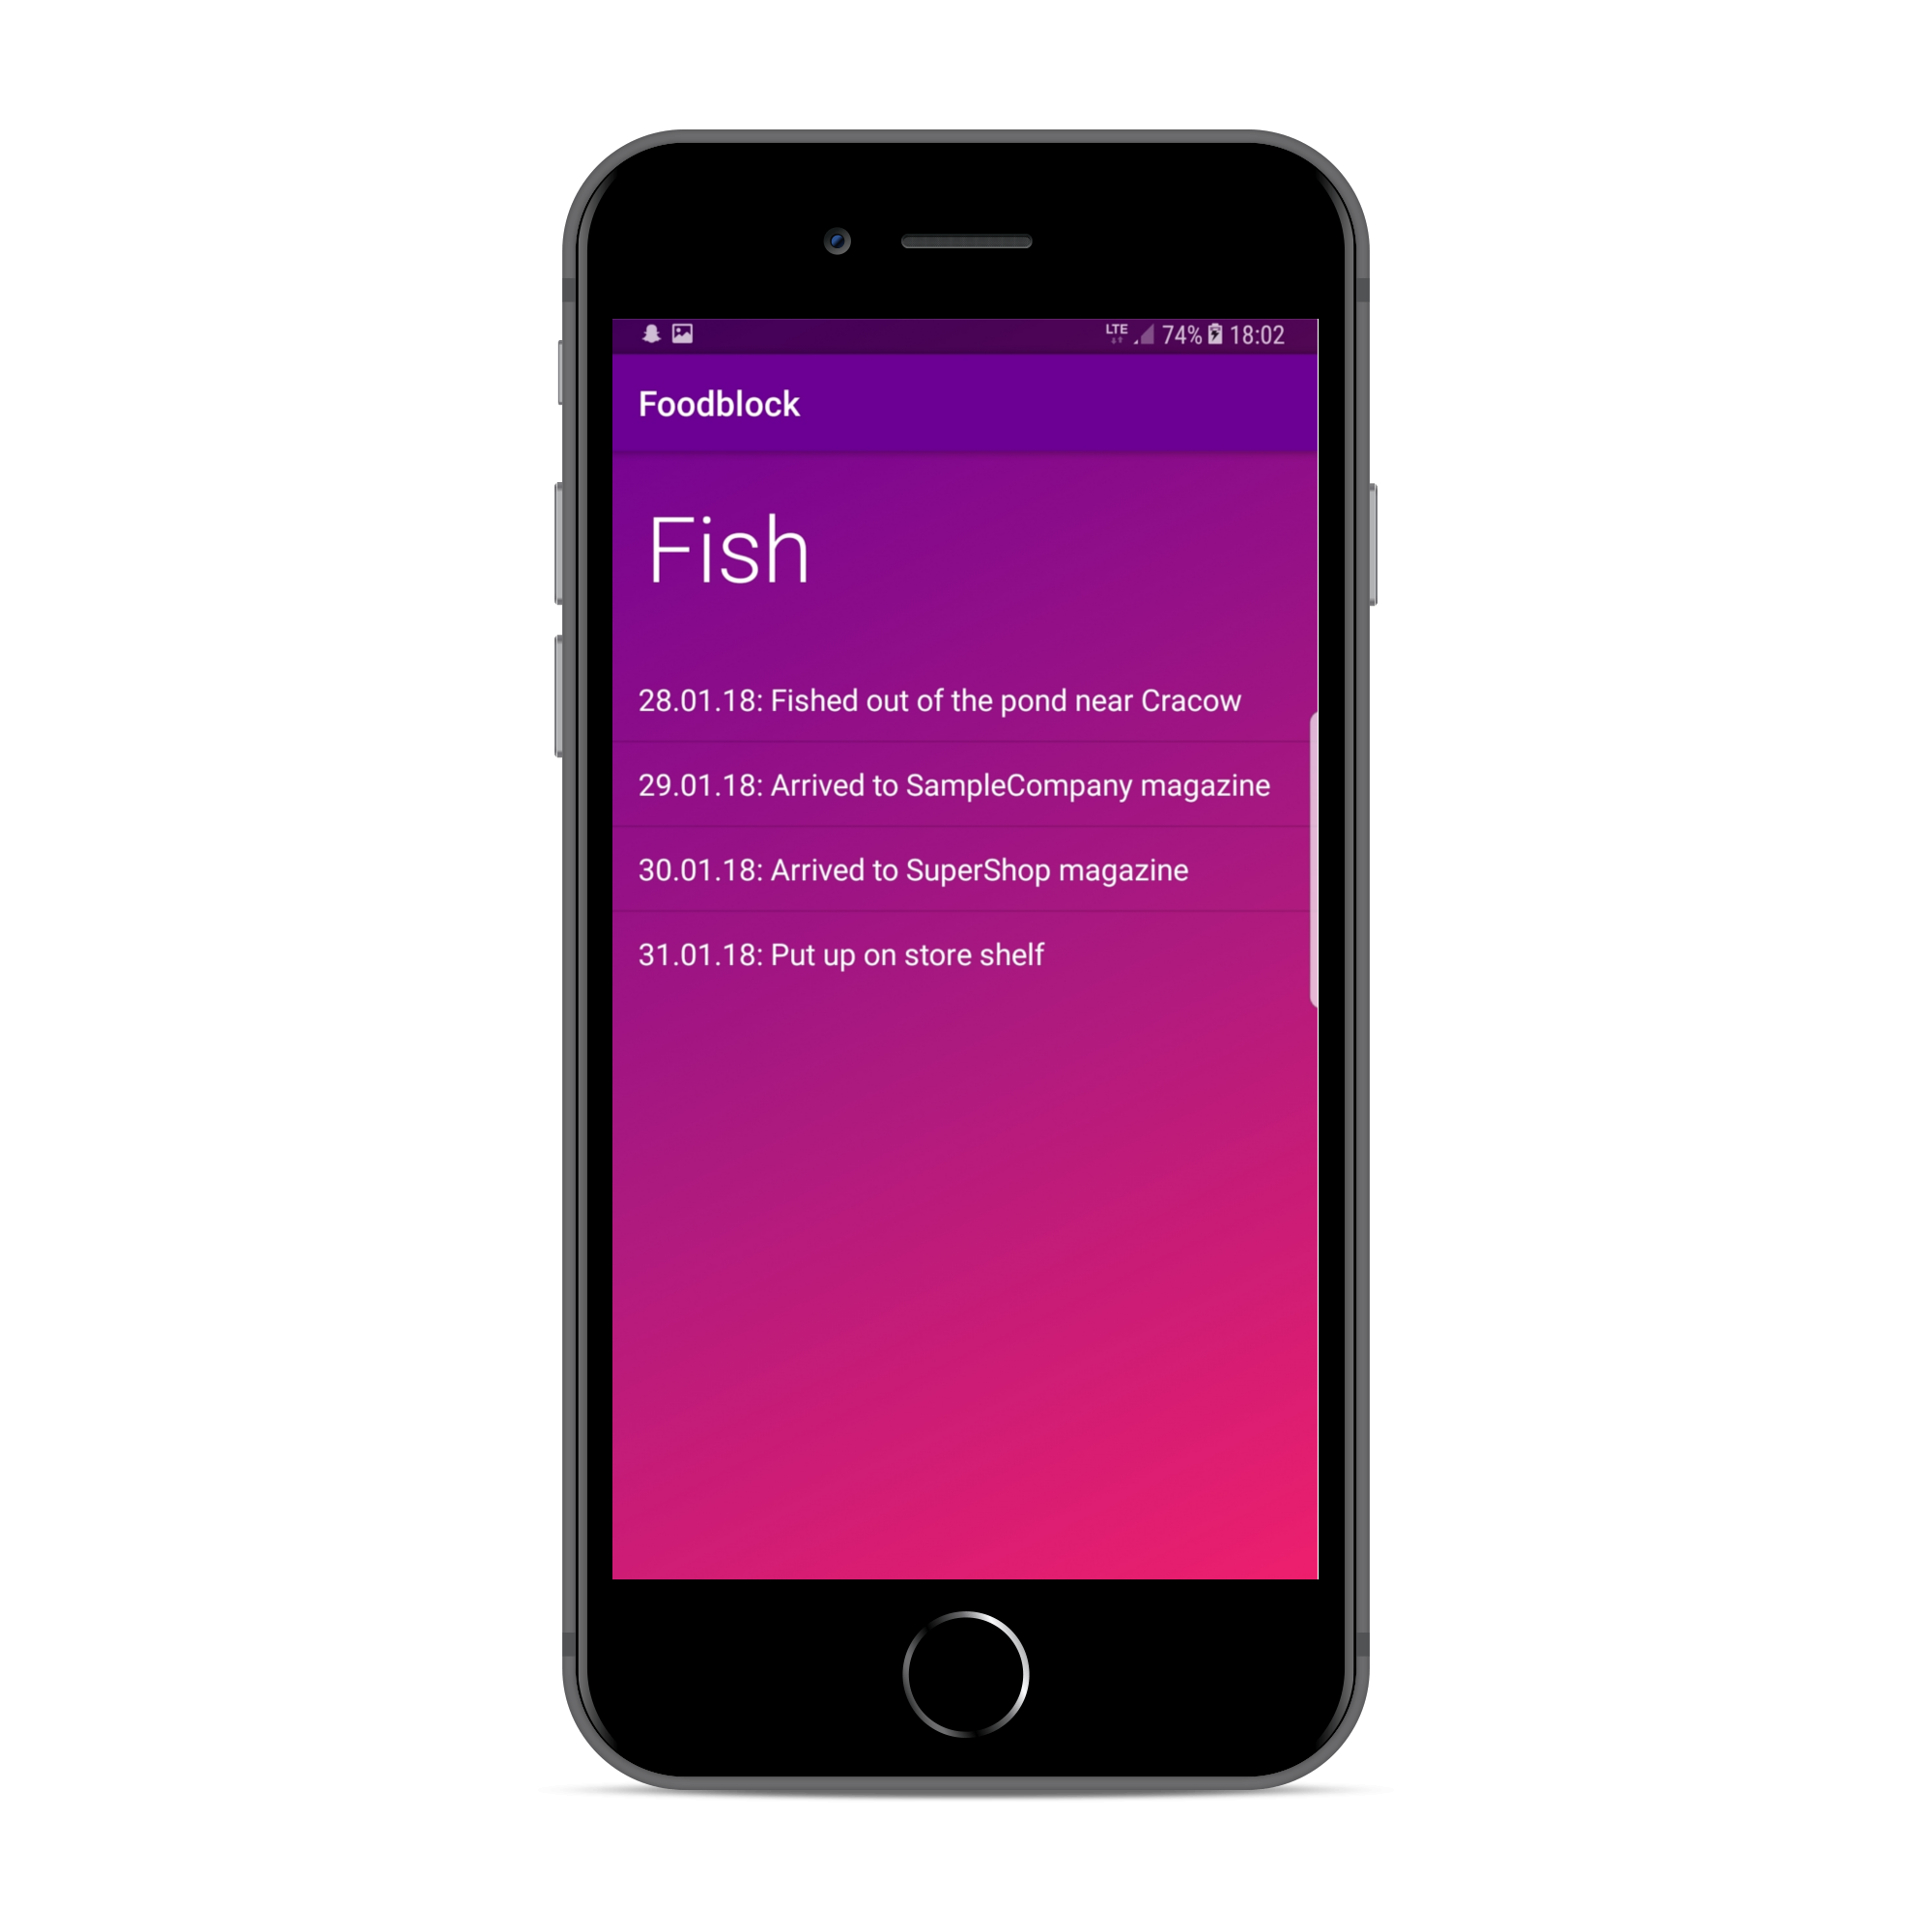 LTE 74% 18:02
Foodblock
Fish
28.01.18: Fished out of the pond near Cracow
29.01.18: Arrived to SampleCompany magazine
30.01.18: Arrived to SuperShop magazine
31.01.18: Put up on store shelf